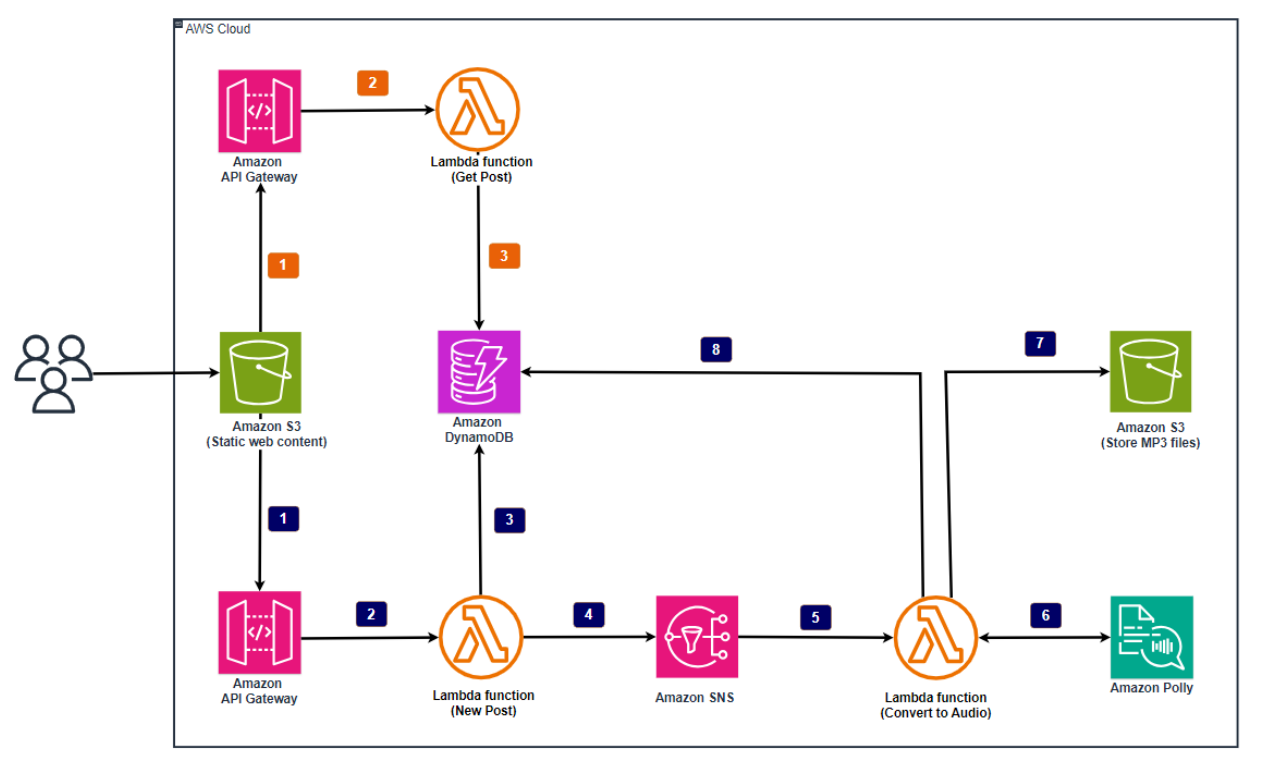 AWS Cloud
2
</>
Amazon
API Gateway
Lambda function
(Get Post)
1
3
8
7
Amazon S3
(Static web content)
Amazon
DynamoDB
Amazon S3
(Store MP3 files)
1
3
2
4
5
6
</>
Amazon
API Gateway
Lambda function
(New Post)
Amazon SNS
Lambda function
(Convert to Audio)
Amazon Polly